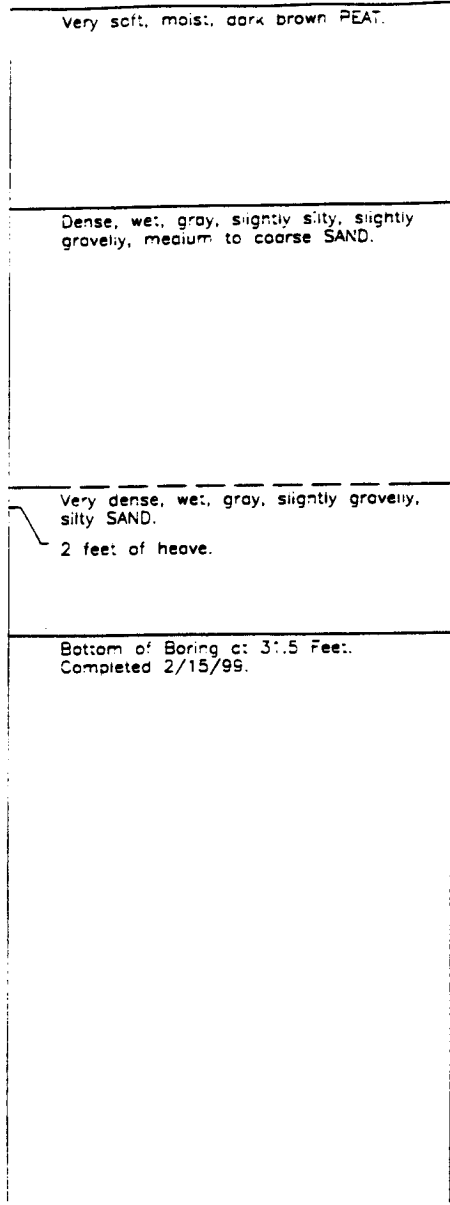 Very soft, moist, dark brown PEAT.
Dense, wet, gray, slightly silty, slightly
gravelly, medium to coarse SAND.
Very dense, wet, gray, slightly gravelly,
silty SAND.
2 feet of heave.
Bottom of Boring at 31.5 Feet.
Completed 2/15/99.